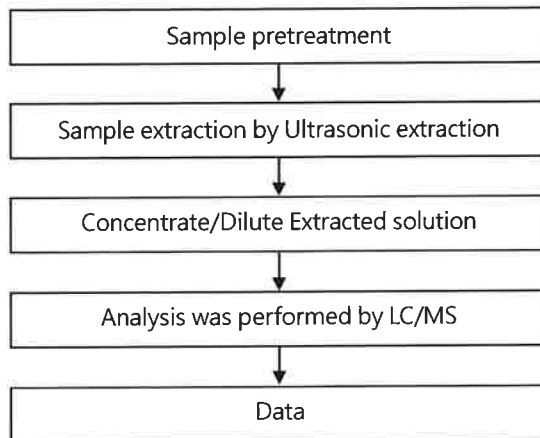 Sample pretreatment
Sample extraction by Ultrasonic extraction
Concentrate/Dilute Extracted solution
Analysis was performed by LC/MS
Data